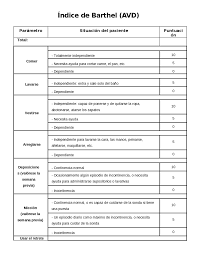 Índice de Barthel (AVD)
Parámetro Situación del paciente Puntuaci
ón
Total:
Comer
- Totalmente independiente 10
- Necesita ayuda para cortar carne, el pan, etc. 5
- Dependiente 0
Lavarse
- Independiente: entra y sale solo del baño 5
- Dependiente 0
Vestirse
- Independiente: capaz de ponerse y de quitarse la ropa, 10
abotonarse, atarse los zapatos
- Necesita ayuda 5
- Dependiente 0
Arreglarse
- Independiente para lavarse la cara, las manos, peinarse, 5
afeitarse, maquillarse, etc.
- Dependiente 0
Deposicione
s (valórese la
semana
previa)
- Continencia normal 10
- Ocasionalmente algún episodio de incontinencia, o necesita 5
ayuda para administrarse supositorios o lavativas
- Incontinencia 0
Micción
(valórese la
semana previa)
- Continencia normal, o es capaz de cuidarse de la sonda si tiene 10
una puesta
- Un episodio diario como máximo de incontinencia, o necesita 5
ayuda para cuidar de la sonda
- Incontinencia 0
Usar el retrete